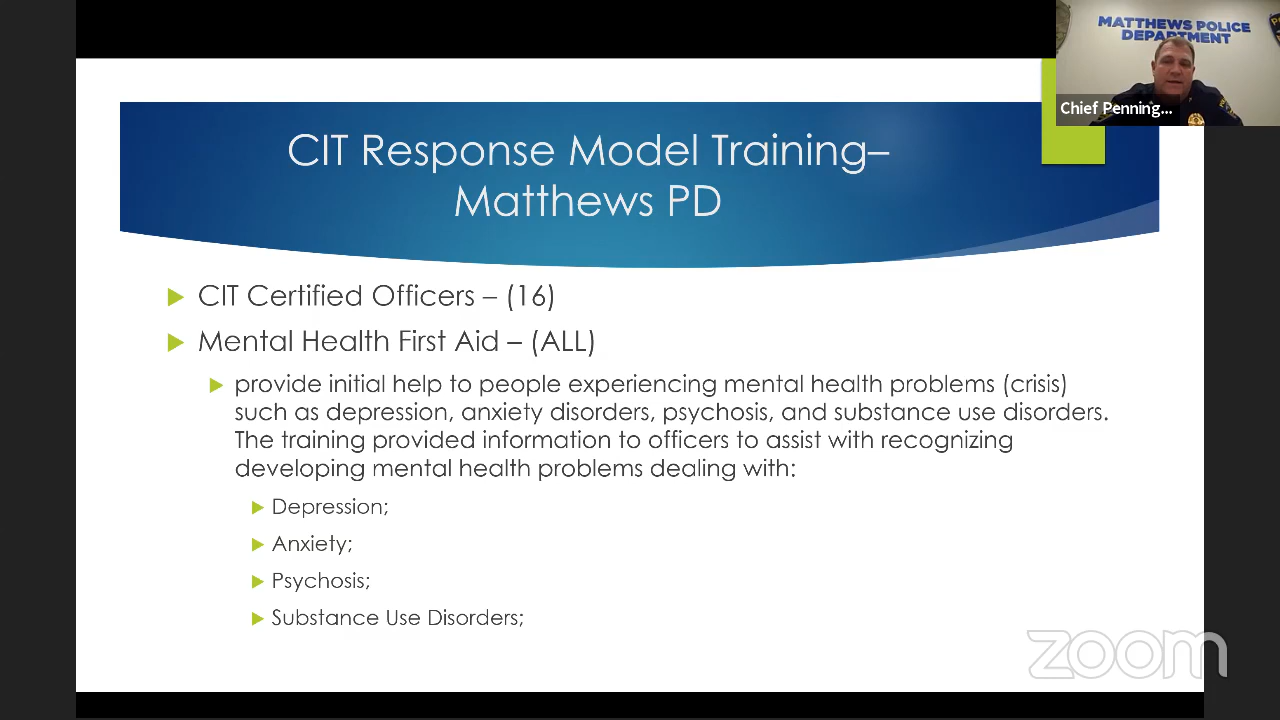 MATTHEWS POLICE
DEPARTMENT
Chief Penning...
CIT Response Model Training–
Matthews PD
CIT Certified Officers – (16)
Mental Health First Aid – (ALL)
provide initial help to people experiencing mental health problems (crisis)
such as depression, anxiety disorders, psychosis, and substance use disorders.
The training provided information to officers to assist with recognizing
developing mental health problems dealing with:
Depression;
Anxiety;
Psychosis;
Substance Use Disorders;
zoom